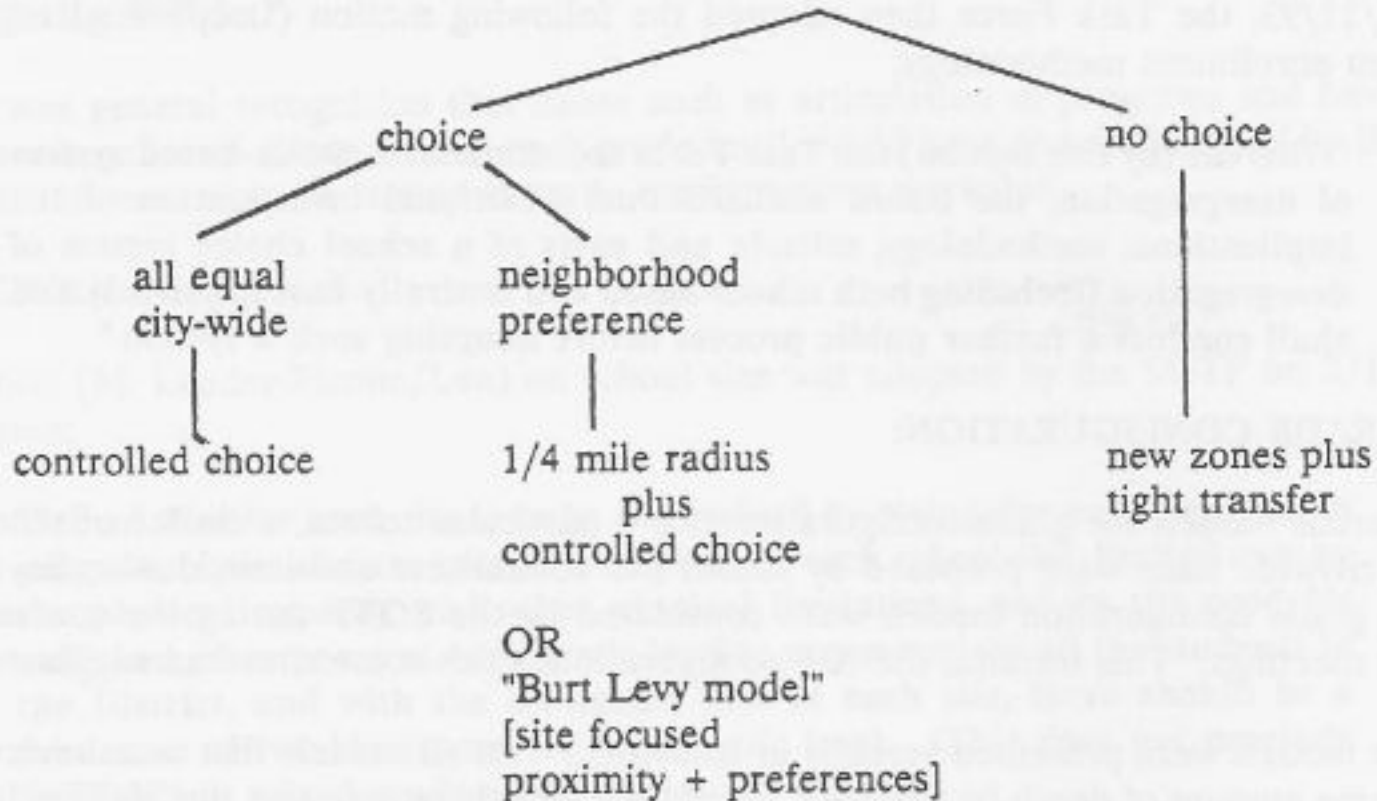 choice
no choice
all equal
city-wide
neighborhood
preference
controlled choice
1/4 mile radius
plus
controlled choice
new zones plus
tight transfer
OR
"Burt Levy model"
[site focused
proximity + preferences]